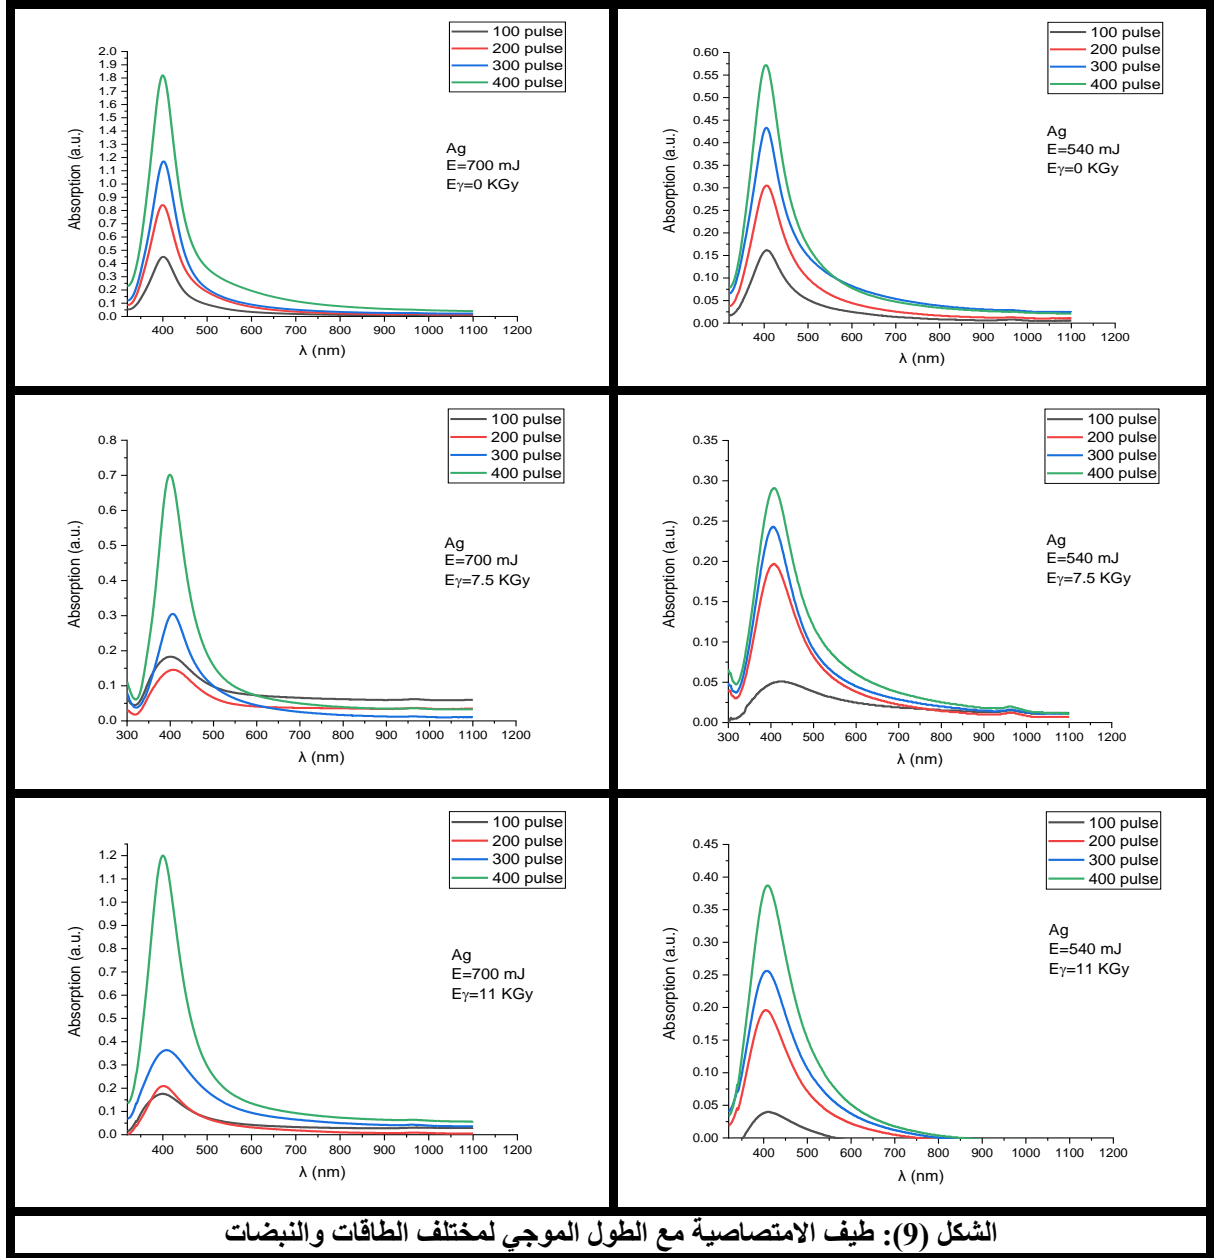 100 pulse
200 pulse
300 pulse
400 pulse
2.0
1.9
1.8
1.7
1.6
1.5
1.4
1.3
1.2
1.1
1.0
0.9
0.8
0.7
0.6
0.5
0.4
0.3
0.2
0.1
0.0
Absorption (a.u.)
Ag
E=700 mJ
Eγ=0 KGy
400 500 600 700 800 900 1000 1100 1200
λ (nm)
100 pulse
200 pulse
300 pulse
400 pulse
0.60
0.55
0.50
0.45
0.40
0.35
0.30
0.25
0.20
0.15
0.10
0.05
0.00
Absorption (a.u.)
Ag
E=540 mJ
Eγ=0 KGy
400 500 600 700 800 900 1000 1100 1200
λ (nm)
100 pulse
200 pulse
300 pulse
400 pulse
0.8
0.7
0.6
0.5
0.4
0.3
0.2
0.1
0.0
Absorption (a.u.)
Ag
E=700 mJ
Eγ=7.5 KGy
300 400 500 600 700 800 900 1000 1100 1200
λ (nm)
100 pulse
200 pulse
300 pulse
400 pulse
0.35
0.30
0.25
0.20
0.15
0.10
0.05
0.00
Absorption (a.u.)
Ag
E=540 mJ
Eγ=7.5 KGy
300 400 500 600 700 800 900 1000 1100 1200
λ (nm)
100 pulse
200 pulse
300 pulse
400 pulse
1.2
1.1
1.0
0.9
0.8
0.7
0.6
0.5
0.4
0.3
0.2
0.1
0.0
Absorption (a.u.)
Ag
E=700 mJ
Eγ=11 KGy
400 500 600 700 800 900 1000 1100 1200
λ (nm)
100 pulse
200 pulse
300 pulse
400 pulse
0.45
0.40
0.35
0.30
0.25
0.20
0.15
0.10
0.05
0.00
Absorption (a.u.)
Ag
E=540 mJ
Eγ=11 KGy
400 500 600 700 800 900 1000 1100 1200
λ (nm)
الشكل (9): طيف الامتصاصية مع الطول الموجي لمختلف الطاقات والنبضات